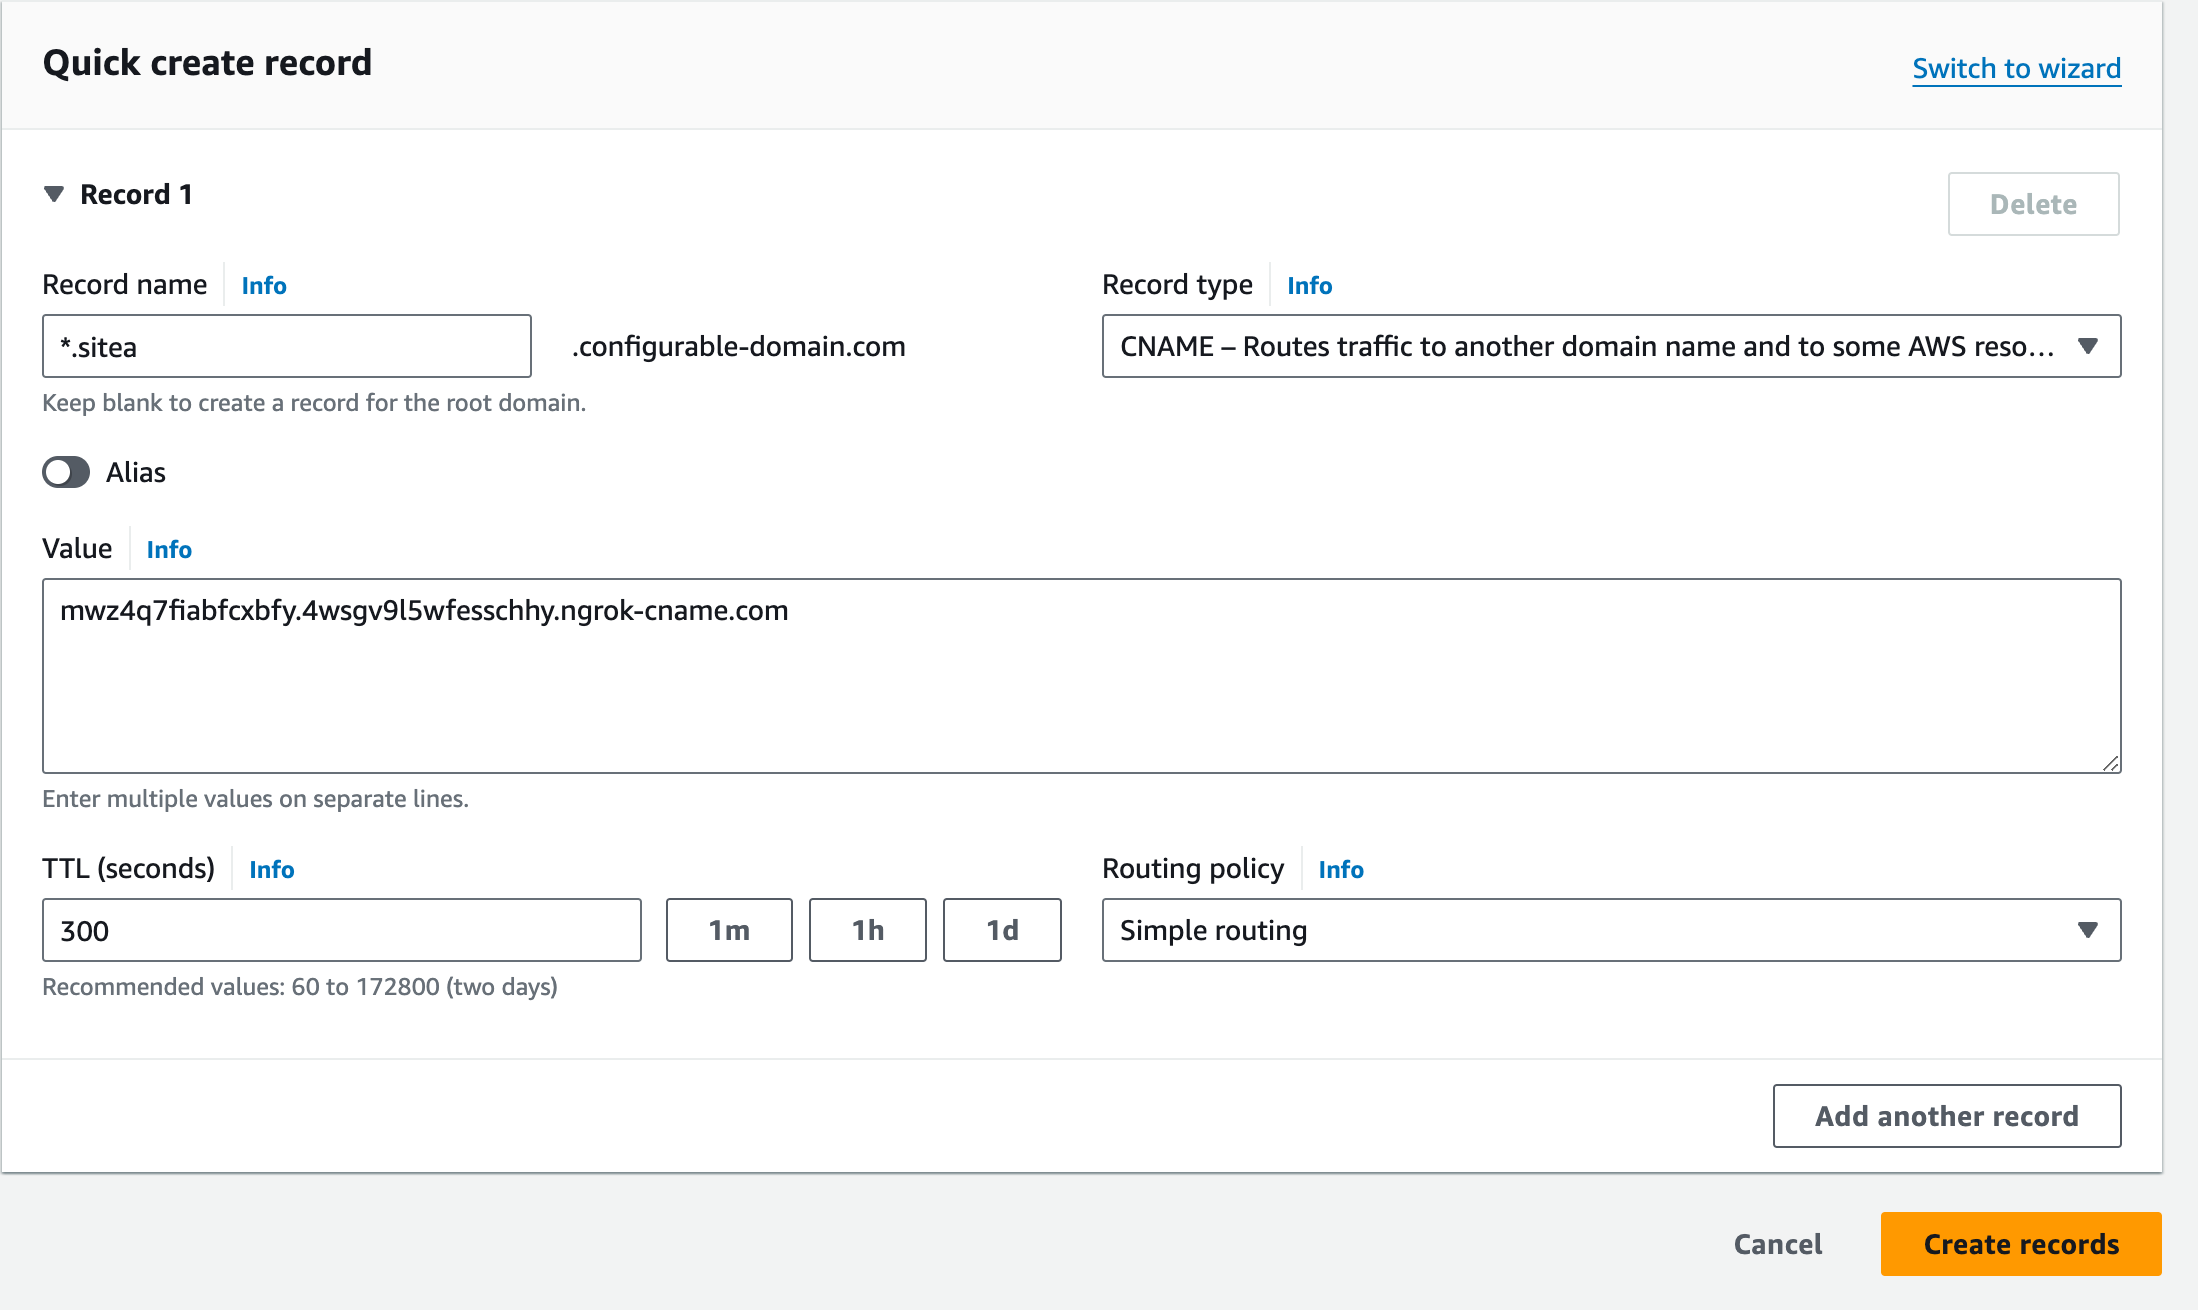 Quick create record
Switch to wizard
Record 1
Delete
Record name
Info
Record type
Info
*.sitea
.configurable-domain.com
CNAME – Routes traffic to another domain name and to some AWS reso...
Keep blank to create a record for the root domain.
Alias
Value
Info
mwz4q7fiabfcxbfy.4wsgv9l5wfesschhy.ngrok-cname.com
Enter multiple values on separate lines.
TTL (seconds)
Info
Routing policy
Info
300
1m
1h
1d
Simple routing
Recommended values: 60 to 172800 (two days)
Add another record
Cancel
Create records